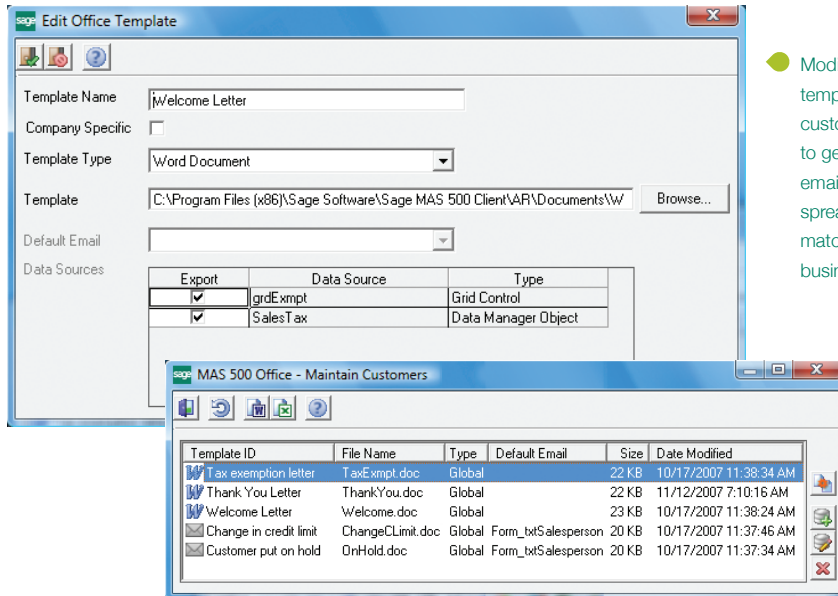 sage Edit Office Template
Template Name Welcome Letter
Company Specific
Template Type Word Document
Template C:\Program Files (x86)\Sage Software\Sage MAS 500 Client\AR\Documents\W Browse...
Default Email
Data Sources
Export Data Source Type
grdExmpt Grid Control
SalesTax Data Manager Object
sage MAS 500 Office - Maintain Customers
Template ID File Name Type Default Email Size Date Modified
Tax exemption letter TaxExmpt.doc Global 22 KB 10/17/2007 11:38:34 AM
Thank You Letter ThankYou.doc Global 22 KB 11/12/2007 7:10:16 AM
Welcome Letter Welcome.doc Global 23 KB 10/17/2007 11:38:24 AM
Change in credit limit ChangeCLimit.doc Global Form_txtSalesperson 20 KB 10/17/2007 11:37:46 AM
Customer put on hold OnHold.doc Global Form_txtSalesperson 20 KB 10/17/2007 11:37:34 AM
to ge